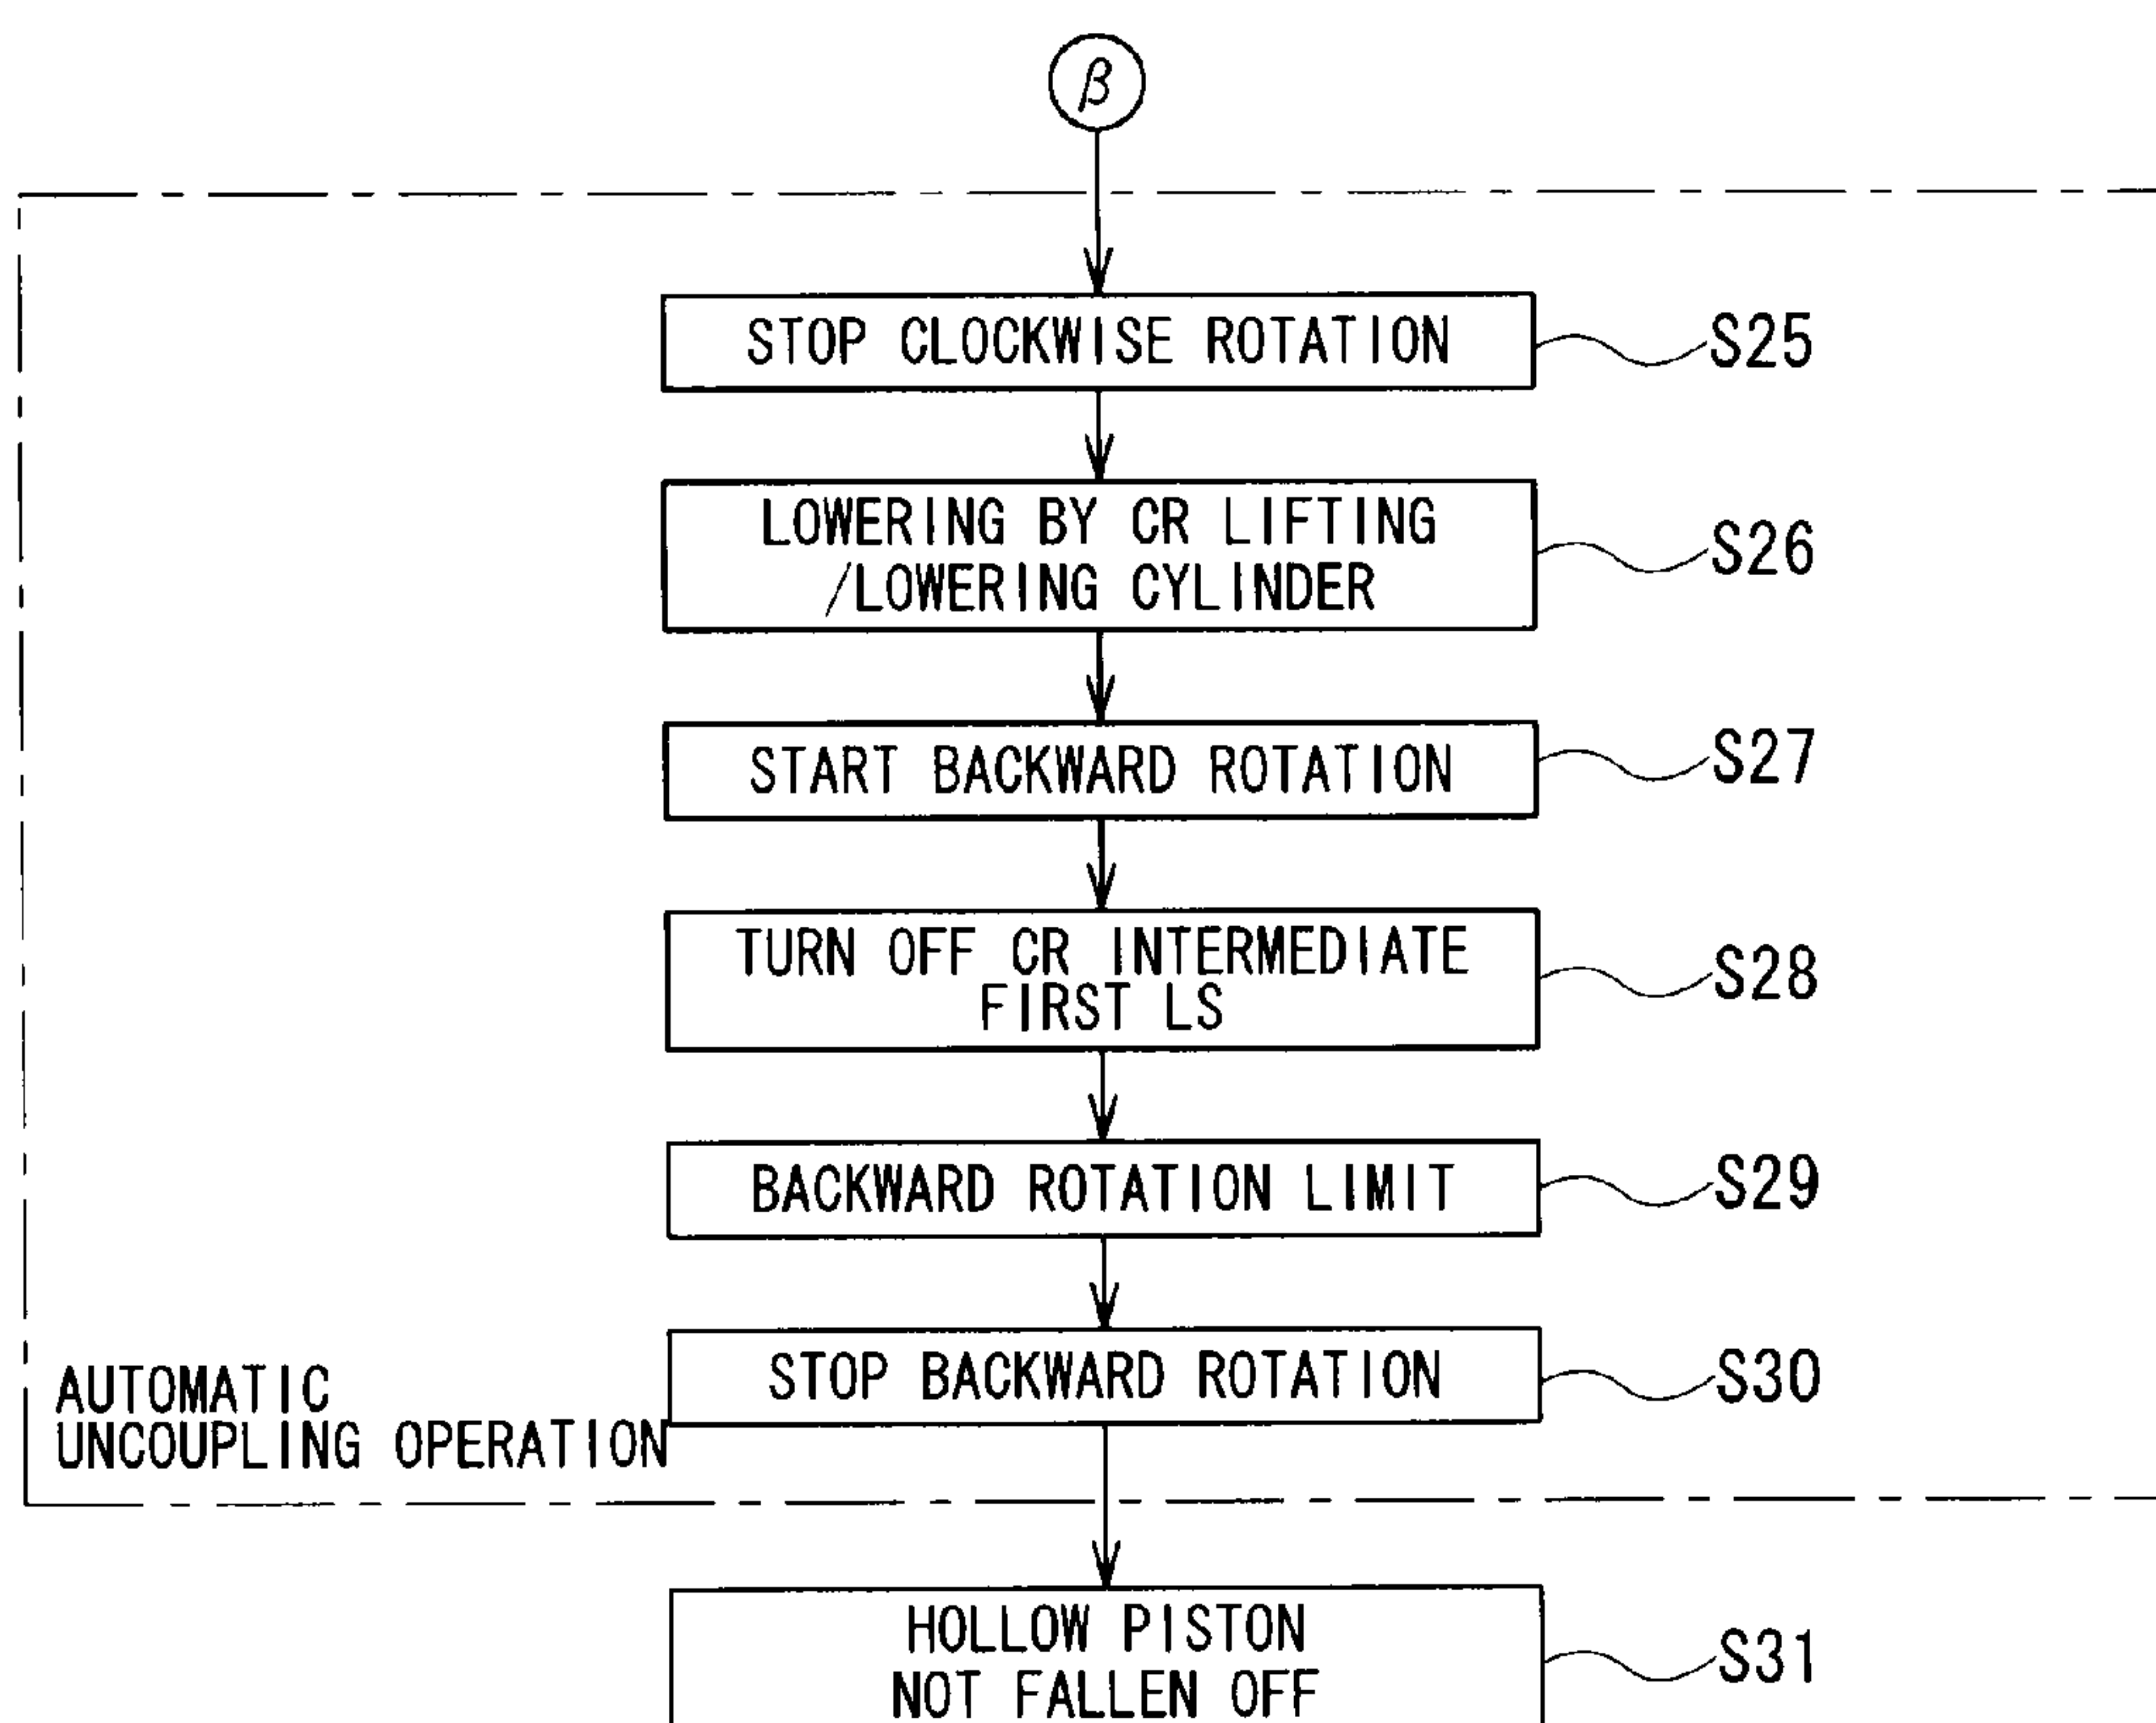 β
STOP CLOCKWISE ROTATION
S25
LOWERING BY CR LIFTING
/LOWERING CYLINDER
S26
START BACKWARD ROTATION
S27
TURN OFF CR INTERMEDIATE
FIRST LS
S28
BACKWARD ROTATION LIMIT
S29
STOP BACKWARD ROTATION
S30
AUTOMATIC
UNCOUPLING OPERATION
HOLLOW PISTON
NOT FALLEN OFF
S31